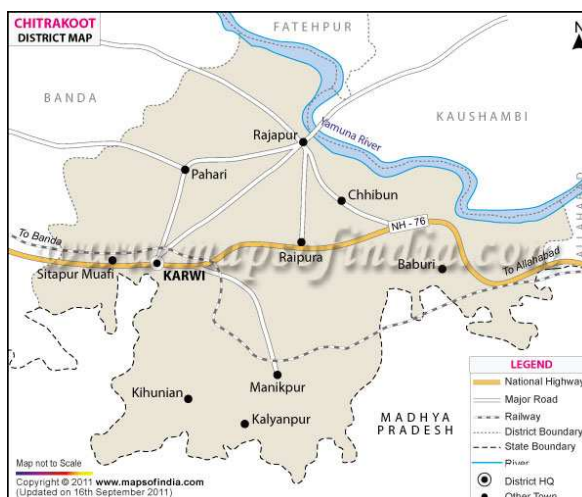 CHITRAKOOT
DISTRICT MAP
FATEHPUR
N
BANDA
KAUSHAMBI
Yamuna River
Rajapur
Pahari
Chhibun
NH - 76
To Banda
www.mapsofindia.com
Sitapur Muafi
KARWI
Raipura
Baburi
To Allahabad
Manikpur
Kihunian
Kalyanpur
MADHYA
PRADESH
LEGEND
National Highway
Major Road
Railway
District Boundary
State Boundary
River
District HQ
Other Town
Map not to Scale
Copyright © 2011 www.mapsofindia.com
(Updated on 16th September 2011)